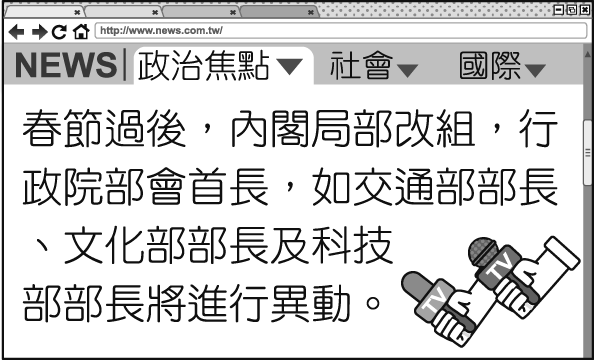 http://www.news.com.tw/
NEWS 政治焦點 社會 國際
春節過後，內閣局部改組，行
政院部會首長，如交通部部長
、文化部部長及科技
部部長將進行異動。
TV TV